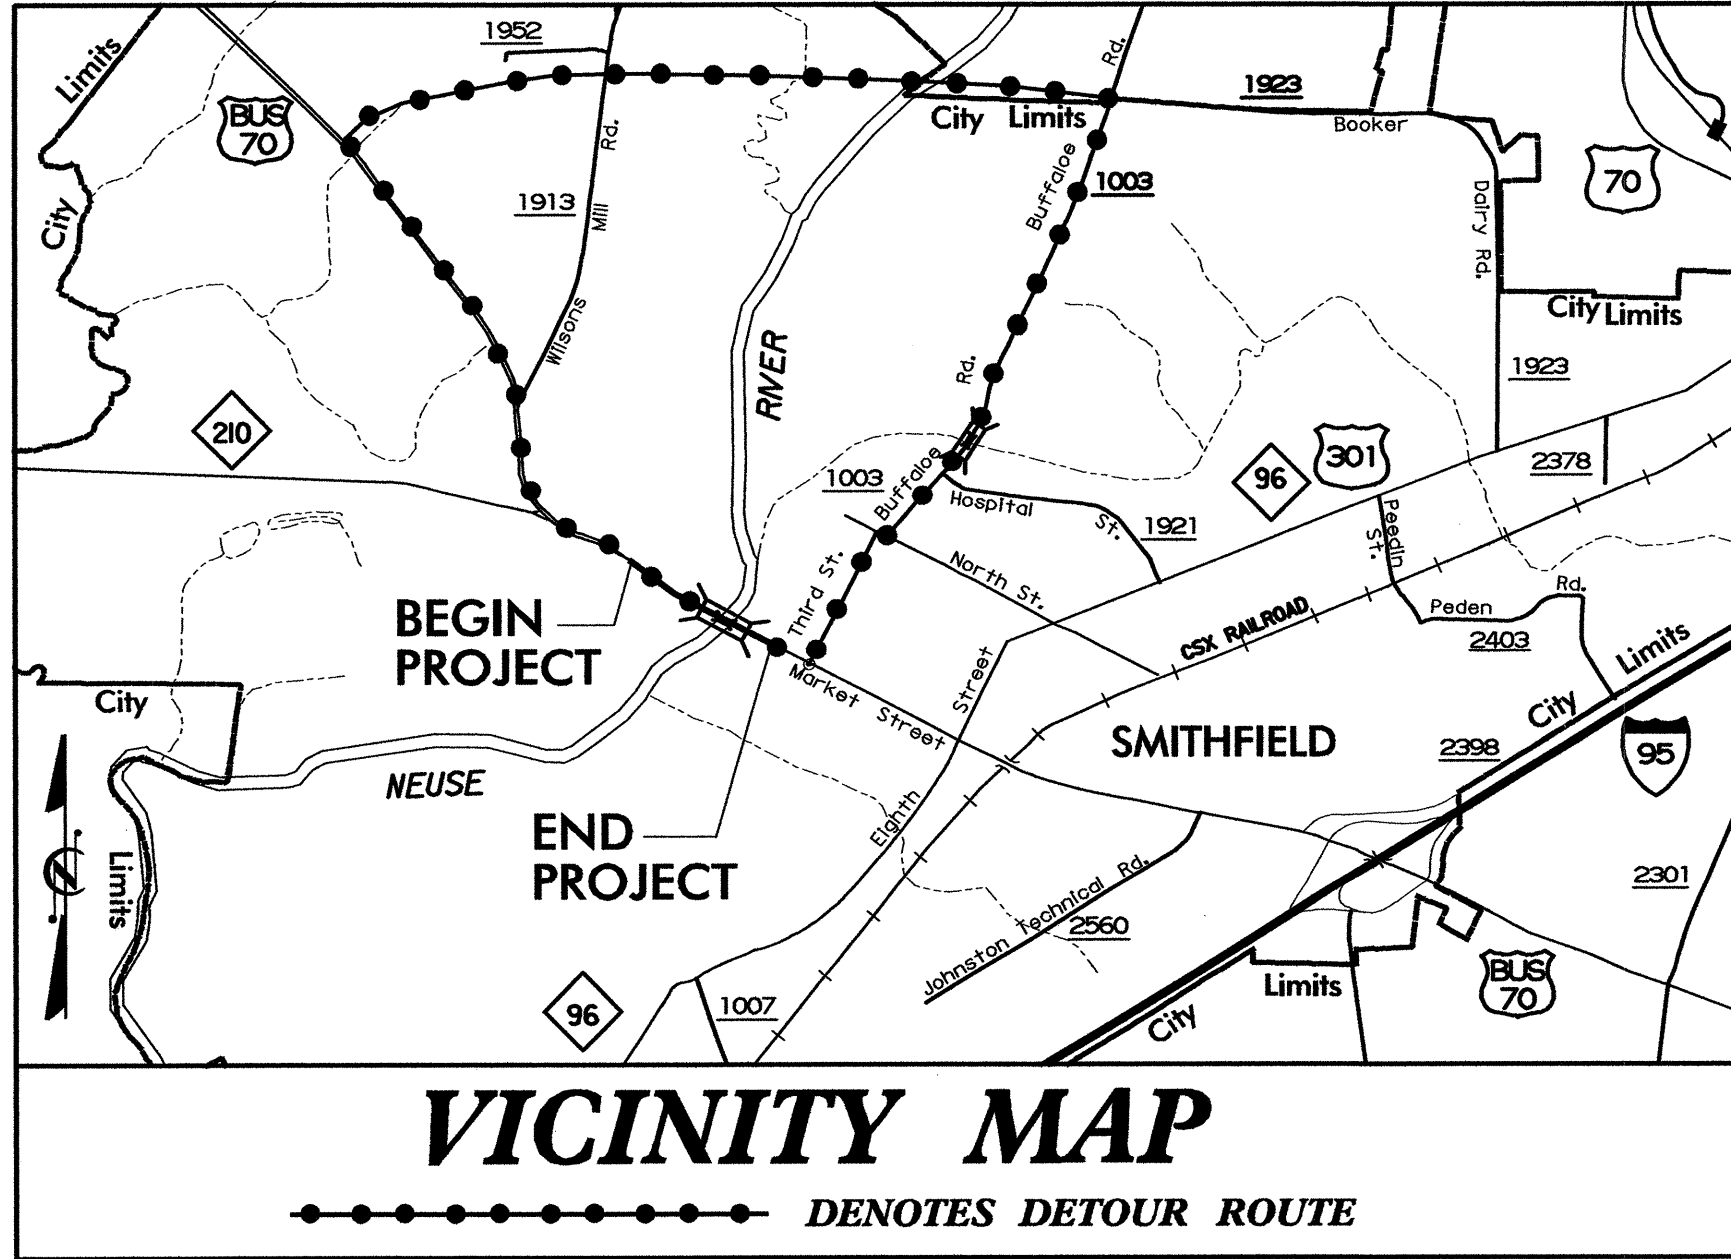 1952
Limits
BUS
70
Rd.
1923
City Limits
Booker
Rd.
70
Buffaloe
1003
1913
Mill
City
Dairy Rd.
City Limits
Wilsons
RIVER
Rd.
1923
210
301
96
2378
1003
Buffaloe
Hospital
St.
1921
Peedin
St.
North St.
Third St.
Rd.
BEGIN
PROJECT
Peden
2403
CSX RAILROAD
Limits
Street
Market Street
City
City
SMITHFIELD
2398
95
NEUSE
END
PROJECT
Eighth
Limits
N
2301
Johnston Technical Rd.
2560
BUS
70
Limits
City
96
1007
VICINITY MAP
DENOTES DETOUR ROUTE